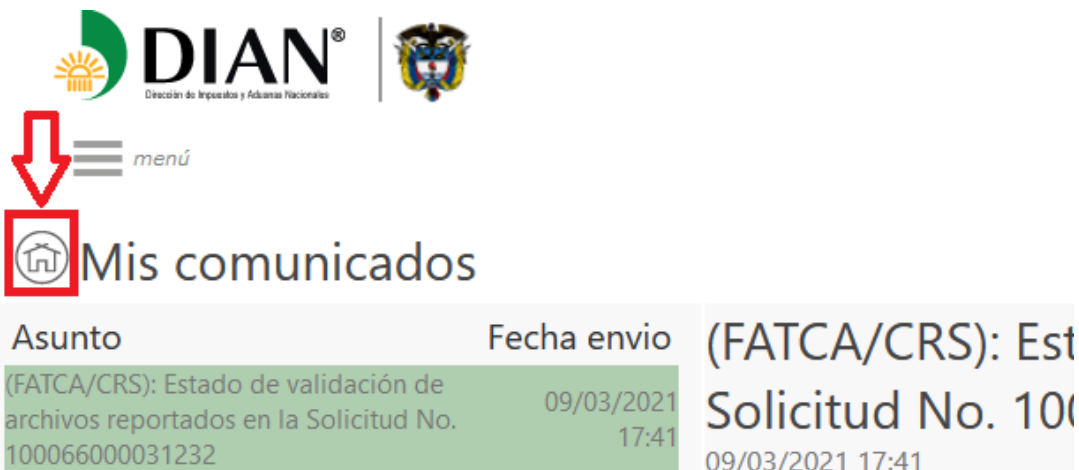 DIAN®
Dirección de Impuestos y Aduanas Nacionales
menú
Mis comunicados
Asunto
Fecha envio
(FATCA/CRS): Estado de validación de
archivos reportados en la Solicitud No.
100066000031232
09/03/2021
17:41
(FATCA/CRS): Est
Solicitud No. 100
09/03/2021 17:41